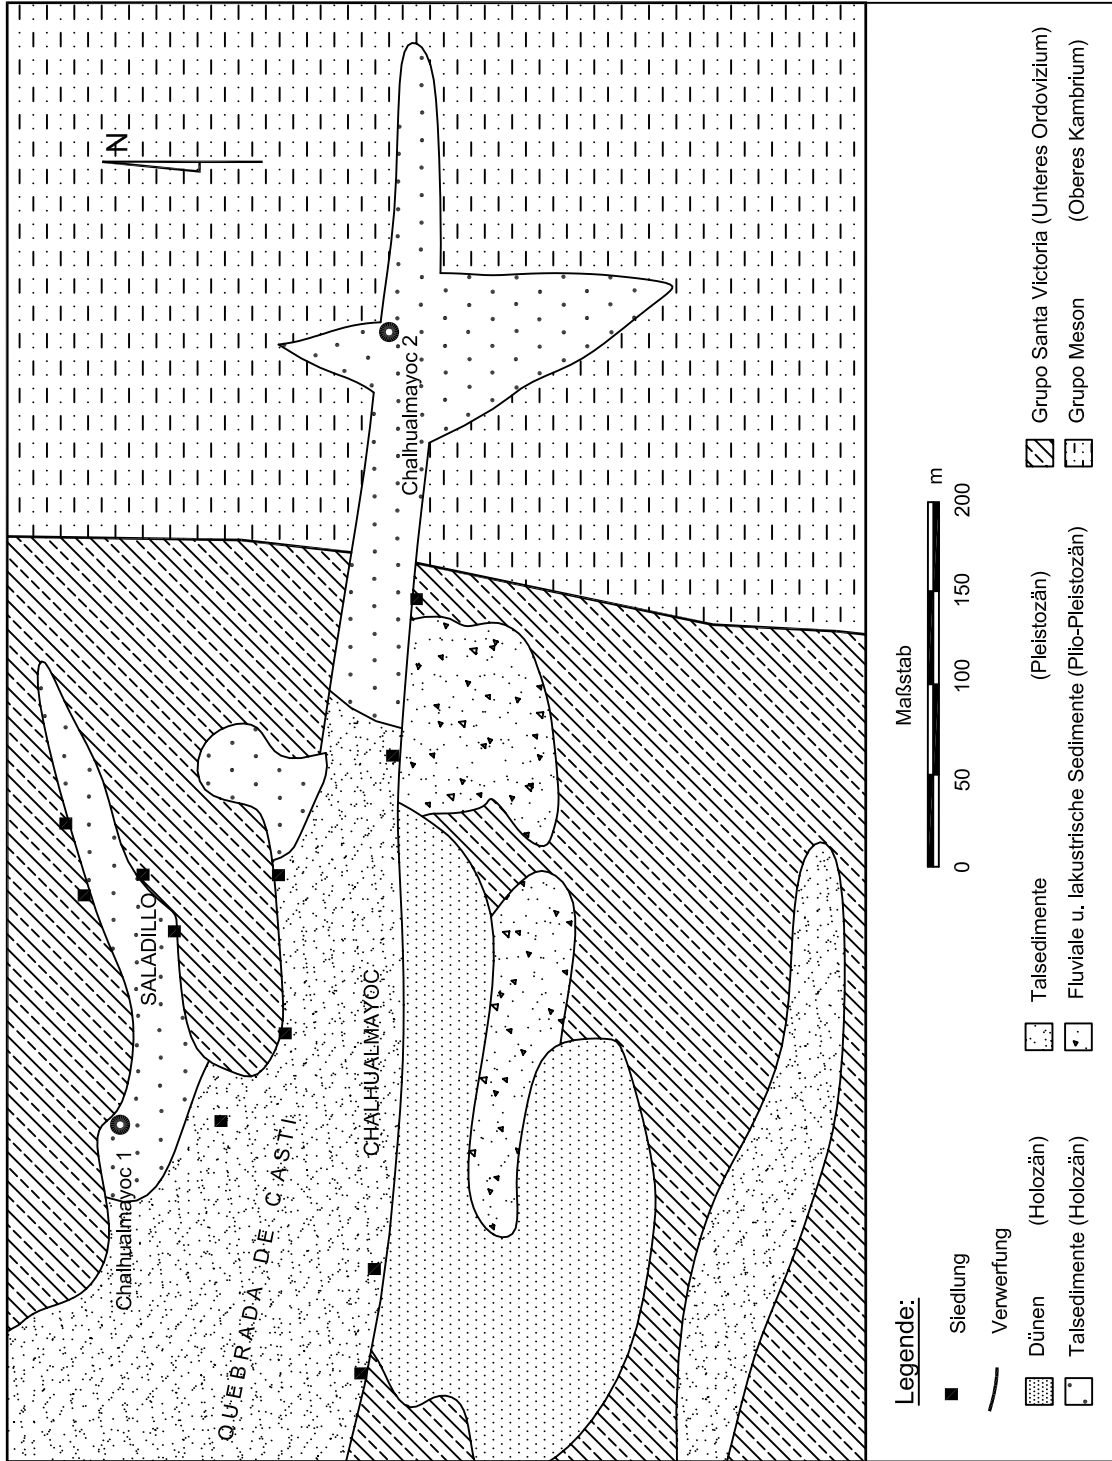 N
Chalhualmayoc 1
SALADILLO
QUEBRADA DE CASTI
CHALHUALMAYOC
Chalhualmayoc 2
Legende:
Siedlung
Verwerfung
Dünen (Holozän)
Talsedimente (Holozän)
Talsedimente (Pleistozän)
Fluviale u. lakustrische Sedimente (Plio-Pleistozän)
Grupo Santa Victoria (Unteres Ordovizium)
Grupo Meson (Oberes Kambrium)
Maßstab
0 50 100 150 200 m